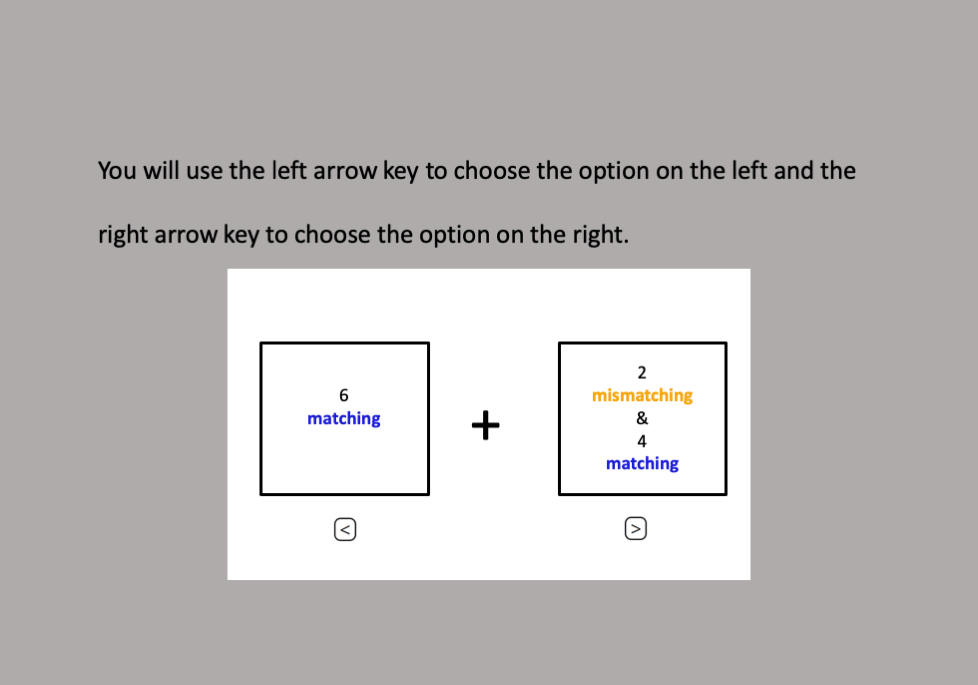 You will use the left arrow key to choose the option on the left and the
right arrow key to choose the option on the right.
6
matching
+
2
mismatching
&
4
matching
<
>